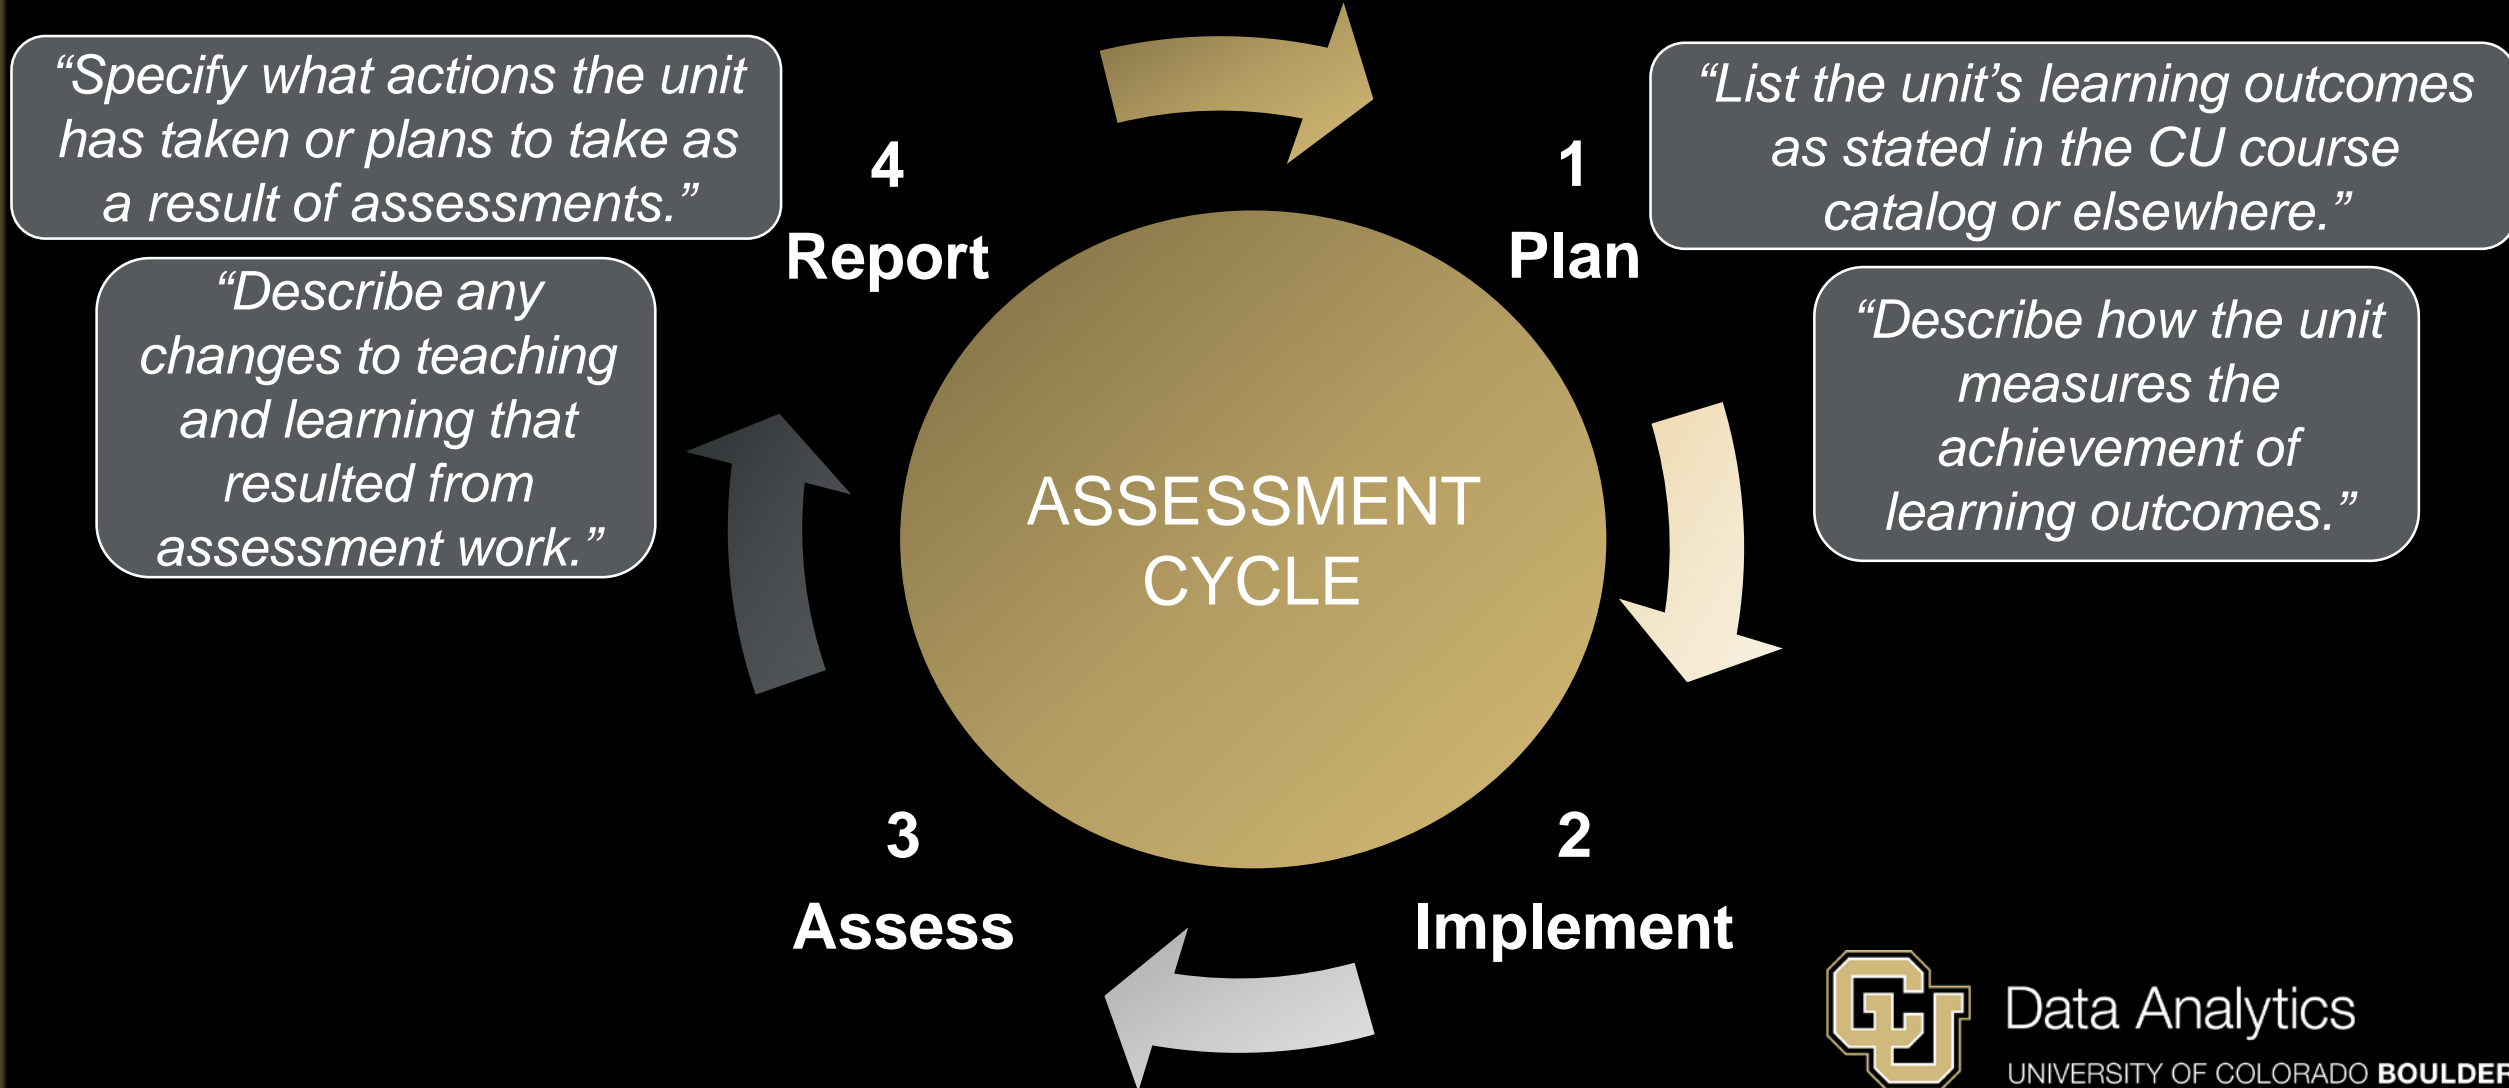 “Specify what actions the unit
has taken or plans to take as
a result of assessments.”
“Describe any
changes to teaching
and learning that
resulted from
assessment work.”
4
Report
1
Plan
“List the unit’s learning outcomes
as stated in the CU course
catalog or elsewhere.”
“Describe how the unit
measures the
achievement of
learning outcomes.”
ASSESSMENT
CYCLE
3
Assess
2
Implement
CU
Data Analytics
UNIVERSITY OF COLORADO BOULDER